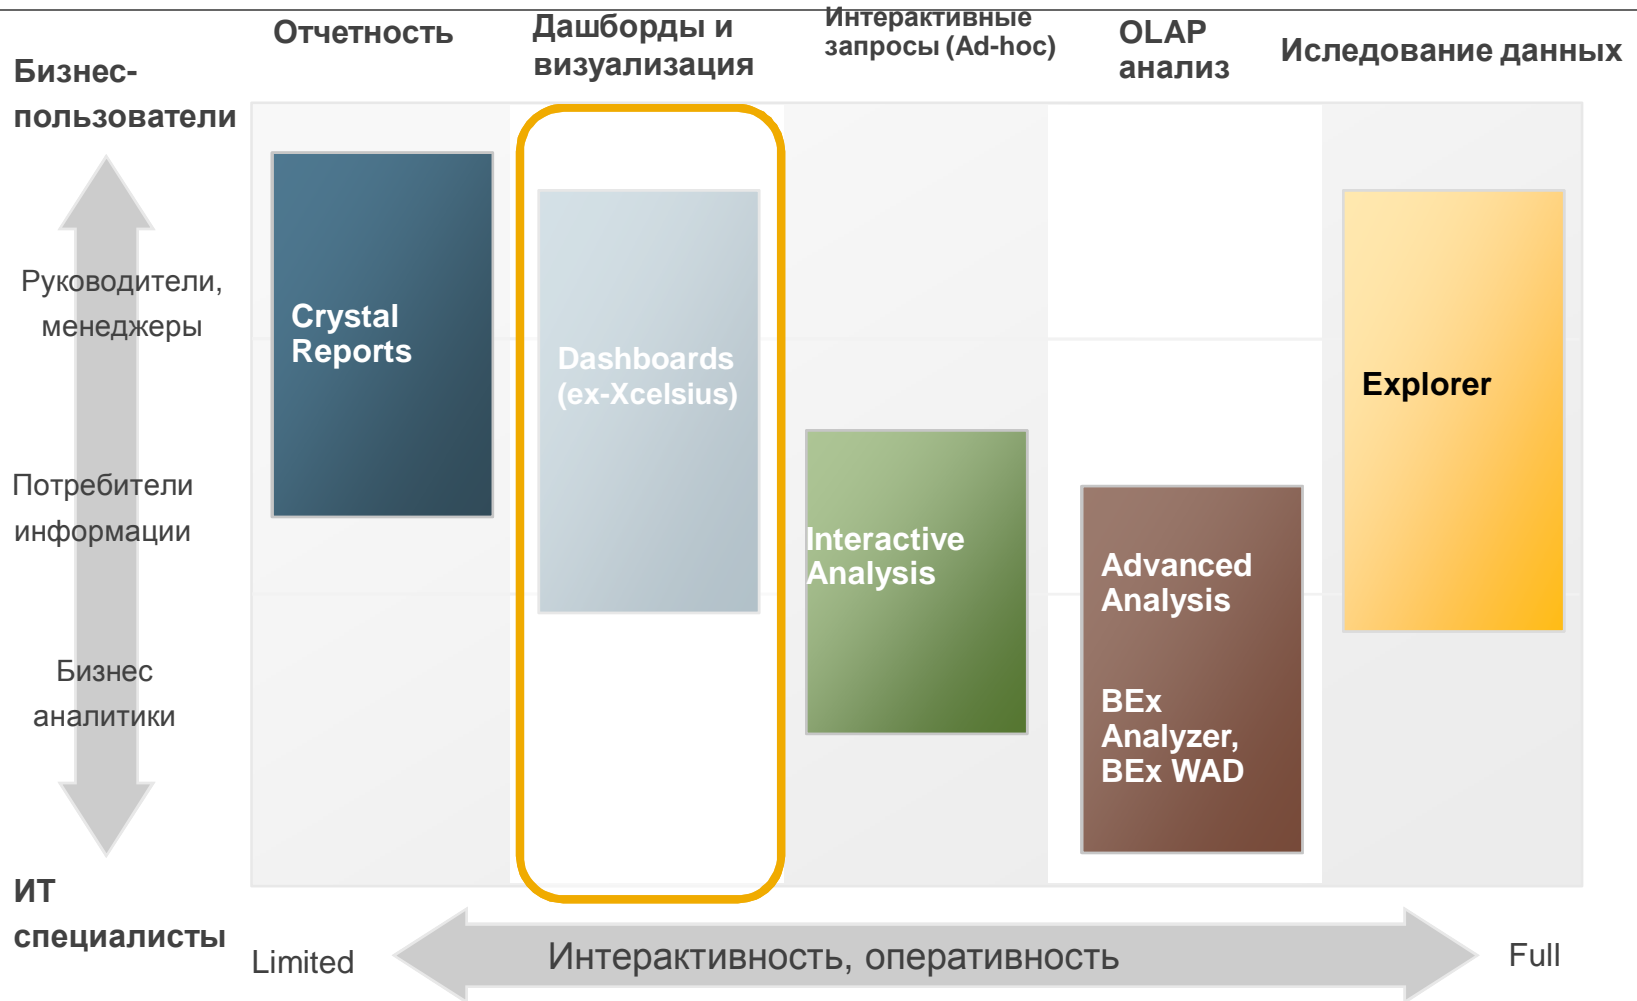 Отчетность
Дашборды и
визуализация
Интерактивные
запросы (Ad-hoc)
OLAP
анализ
Иследование данных
Бизнес-
пользователи
Руководители,
менеджеры
Потребители
информации
Бизнес
аналитики
ИТ
специалисты
Crystal
Reports
Dashboards
(ex-Xcelsius)
Interactive
Analysis
Advanced
Analysis
BEx
Analyzer,
BEx WAD
Explorer
Limited
Интерактивность, оперативность
Full